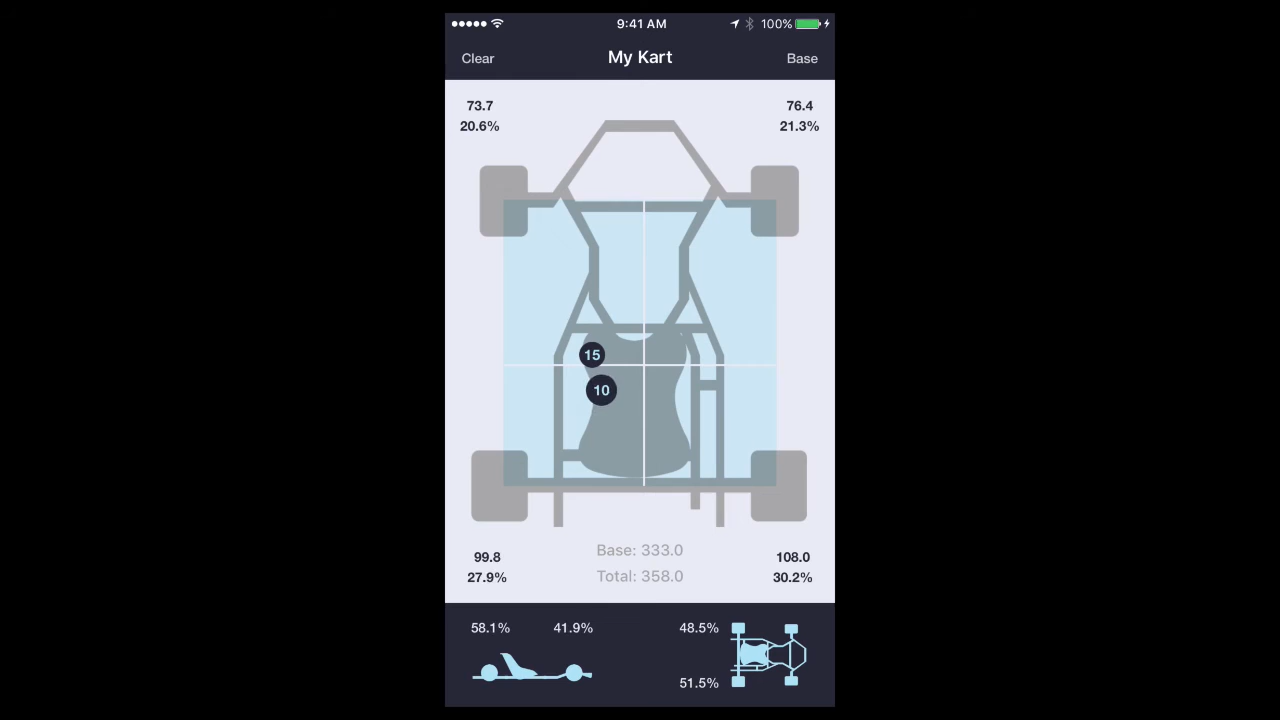 9:41 AM
100%
Clear
My Kart
Base
73.7
20.6%
76.4
21.3%
15
10
99.8
27.9%
Base: 333.0
Total: 358.0
108.0
30.2%
58.1%
41.9%
48.5%
51.5%